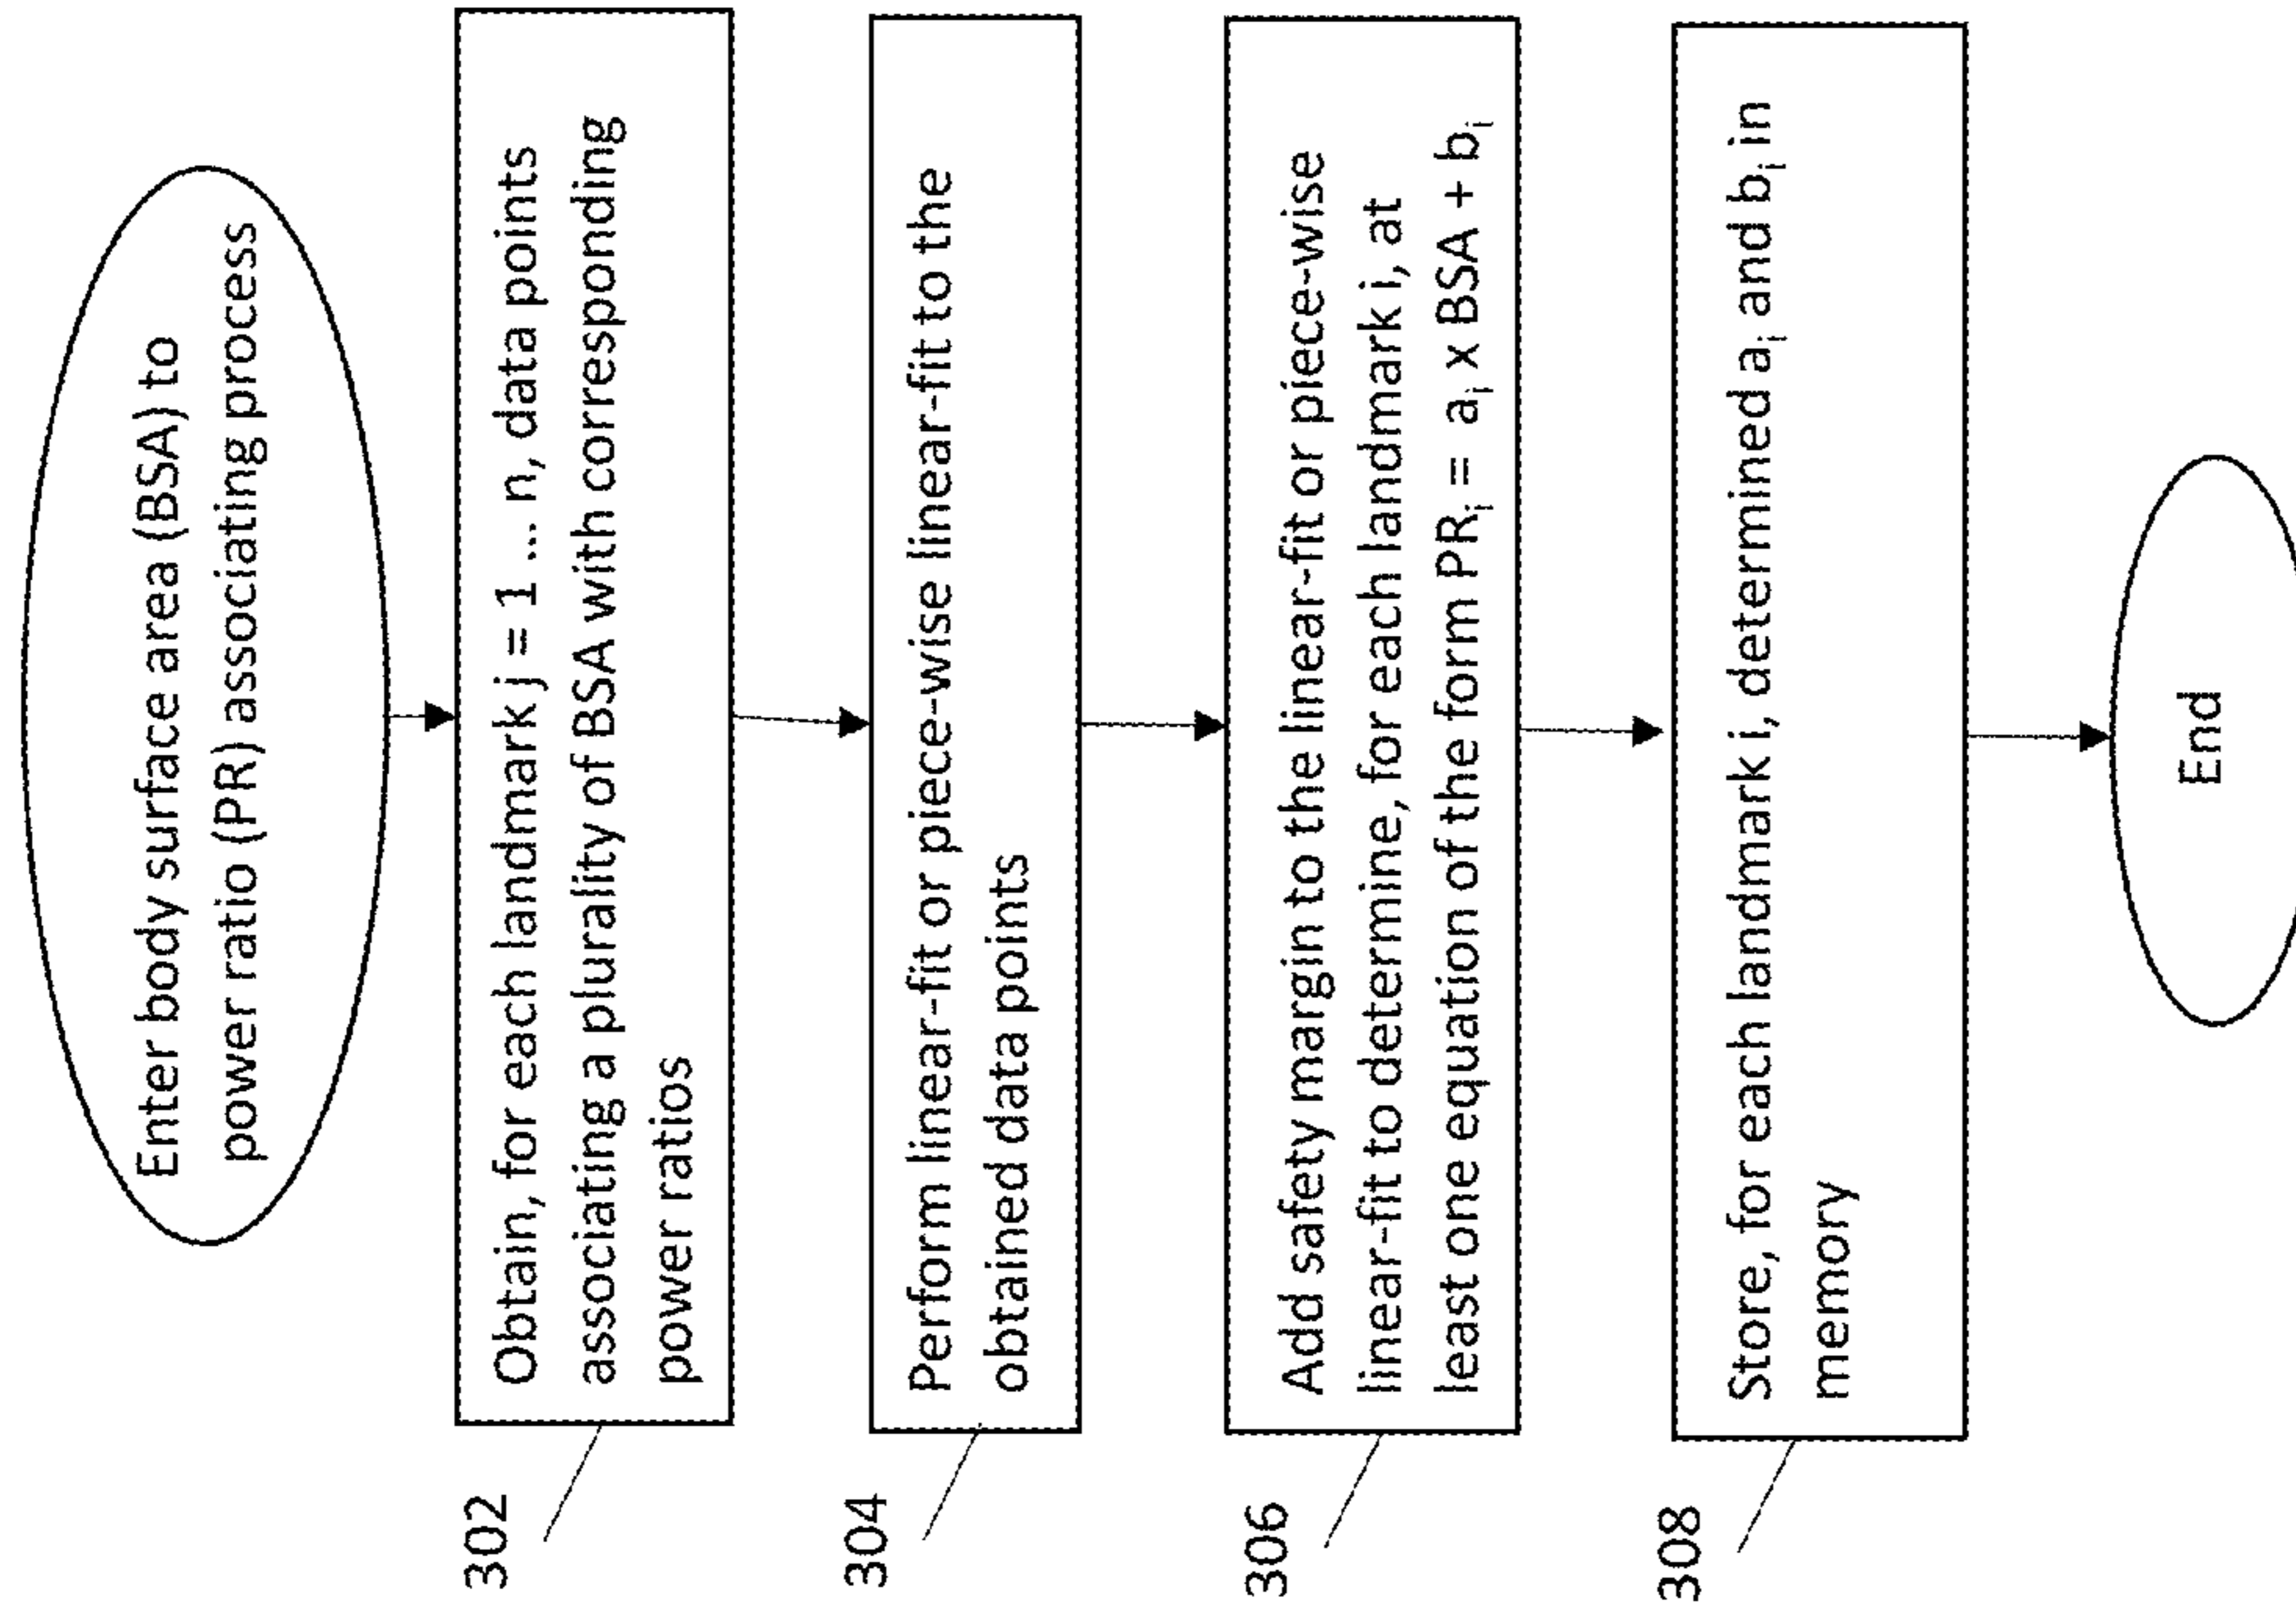 Enter body surface area (BSA) to
power ratio (PR) associating process
302
Obtain, for each landmark j = 1 ... n, data points
associating a plurality of BSA with corresponding
power ratios
304
Perform linear-fit or piece-wise linear-fit to the
obtained data points
306
Add safety margin to the linear-fit or piece-wise
linear-fit to determine, for each landmark i, at
least one equation of the form PRᵢ = aᵢ x BSA + bᵢ
308
Store, for each landmark i, determined aᵢ and bᵢ in
memory
End